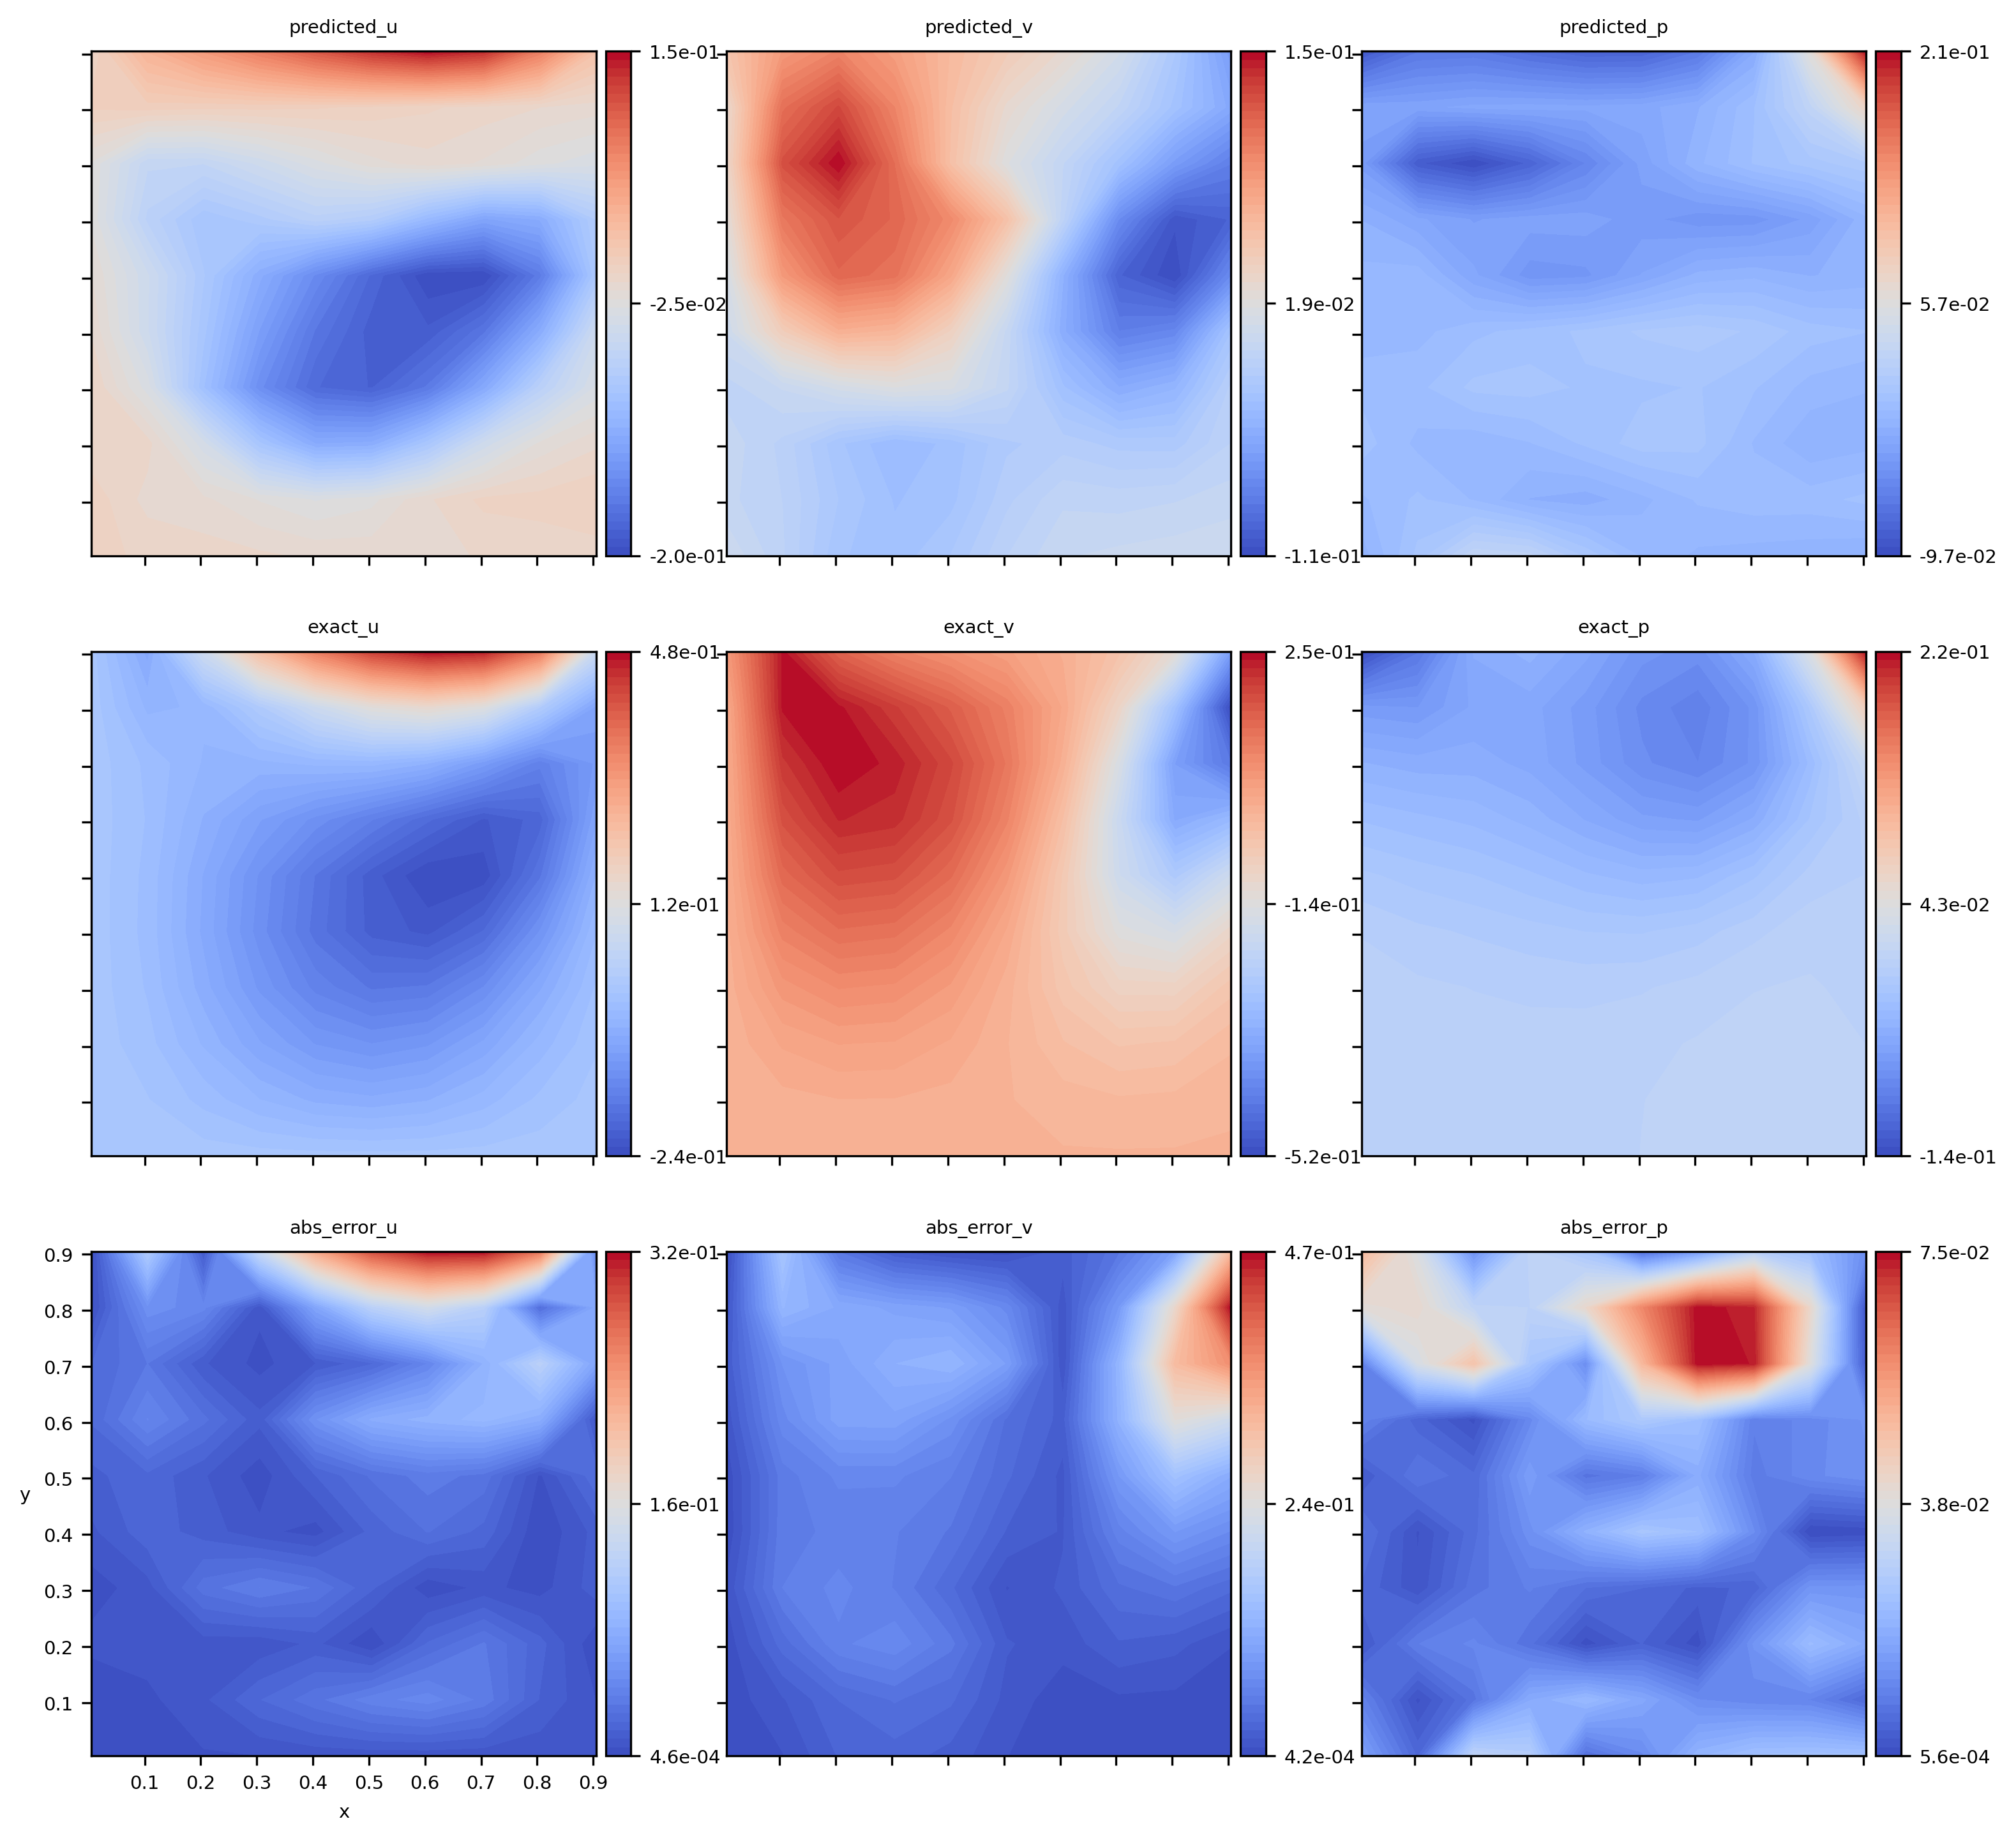 predicted_u
predicted_v
predicted_p
1.5e-01
-2.5e-02
-2.0e-01
1.5e-01
1.9e-02
-1.1e-01
2.1e-01
5.7e-02
-9.7e-02
exact_u
exact_v
exact_p
4.8e-01
1.2e-01
-2.4e-01
2.5e-01
-1.4e-01
-5.2e-01
2.2e-01
4.3e-02
-1.4e-01
abs_error_u
abs_error_v
abs_error_p
0.9
0.8
0.7
0.6
0.5
0.4
0.3
0.2
0.1
y
3.2e-01
1.6e-01
4.6e-04
4.7e-01
2.4e-01
4.2e-04
7.5e-02
3.8e-02
5.6e-04
0.1 0.2 0.3 0.4 0.5 0.6 0.7 0.8 0.9
x